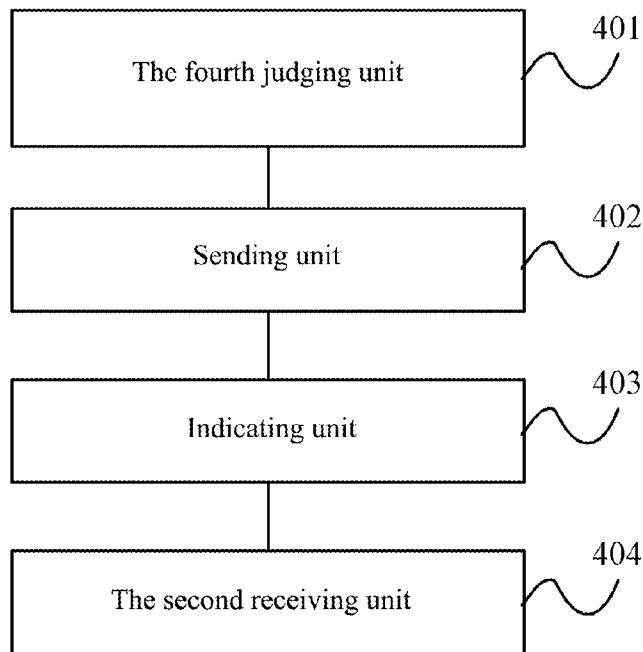 401
The fourth judging unit
402
Sending unit
403
Indicating unit
404
The second receiving unit